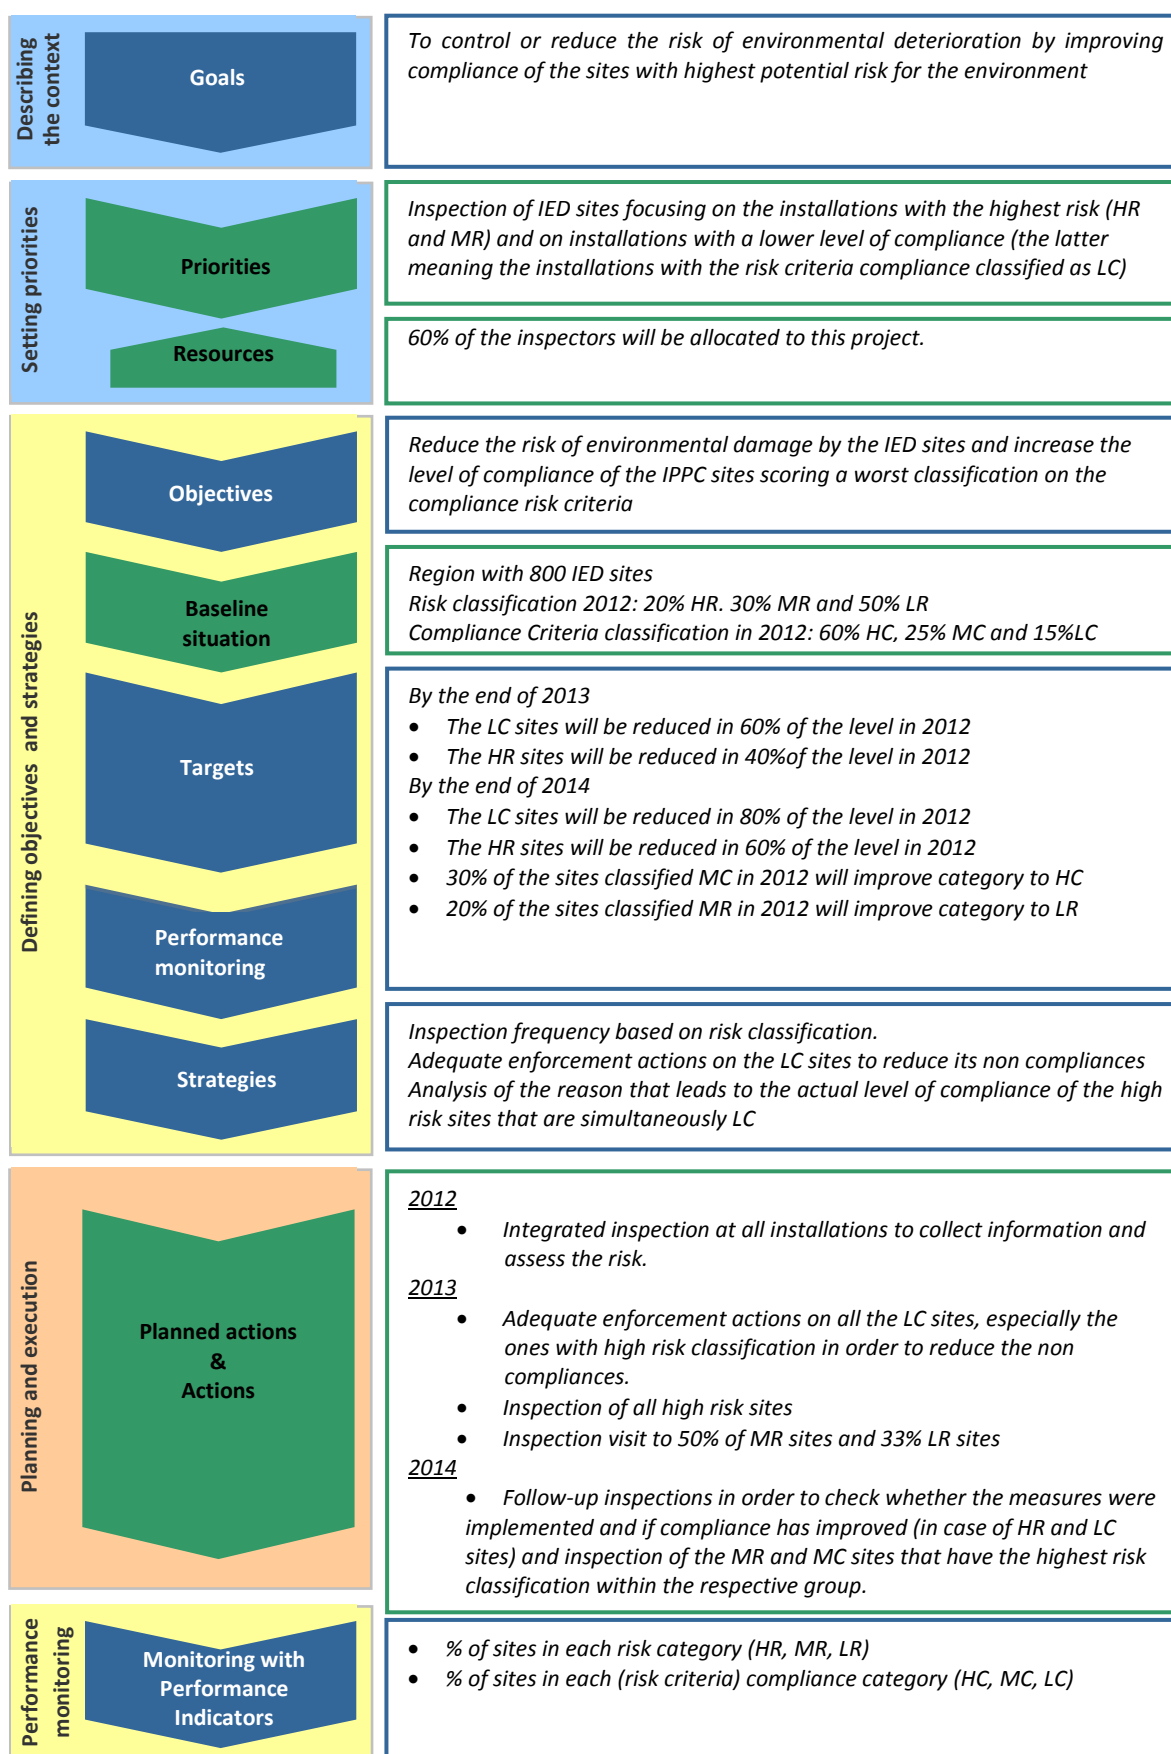 Describing
the context
Goals
To control or reduce the risk of environmental deterioration by improving
compliance of the sites with highest potential risk for the environment
Setting priorities
Priorities
Inspection of IED sites focusing on the installations with the highest risk (HR
and MR) and on installations with a lower level of compliance (the latter
meaning the installations with the risk criteria compliance classified as LC)
Resources
60% of the inspectors will be allocated to this project.
Defining objectives and strategies
Objectives
Reduce the risk of environmental damage by the IED sites and increase the
level of compliance of the IPPC sites scoring a worst classification on the
compliance risk criteria
Baseline
situation
Region with 800 IED sites
Risk classification 2012: 20% HR. 30% MR and 50% LR
Compliance Criteria classification in 2012: 60% HC, 25% MC and 15%LC
Targets
By the end of 2013
• The LC sites will be reduced in 60% of the level in 2012
• The HR sites will be reduced in 40%of the level in 2012
By the end of 2014
• The LC sites will be reduced in 80% of the level in 2012
• The HR sites will be reduced in 60% of the level in 2012
• 30% of the sites classified MC in 2012 will improve category to HC
• 20% of the sites classified MR in 2012 will improve category to LR
Performance
monitoring
Strategies
Inspection frequency based on risk classification.
Adequate enforcement actions on the LC sites to reduce its non compliances
Analysis of the reason that leads to the actual level of compliance of the high
risk sites that are simultaneously LC
Planning and execution
Planned actions
&
Actions
2012
• Integrated inspection at all installations to collect information and
assess the risk.
2013
• Adequate enforcement actions on all the LC sites, especially the
ones with high risk classification in order to reduce the non
compliances.
• Inspection of all high risk sites
• Inspection visit to 50% of MR sites and 33% LR sites
2014
• Follow-up inspections in order to check whether the measures were
implemented and if compliance has improved (in case of HR and LC
sites) and inspection of the MR and MC sites that have the highest risk
classification within the respective group.
Performance
monitoring
Monitoring with
Performance
Indicators
• % of sites in each risk category (HR, MR, LR)
• % of sites in each (risk criteria) compliance category (HC, MC, LC)